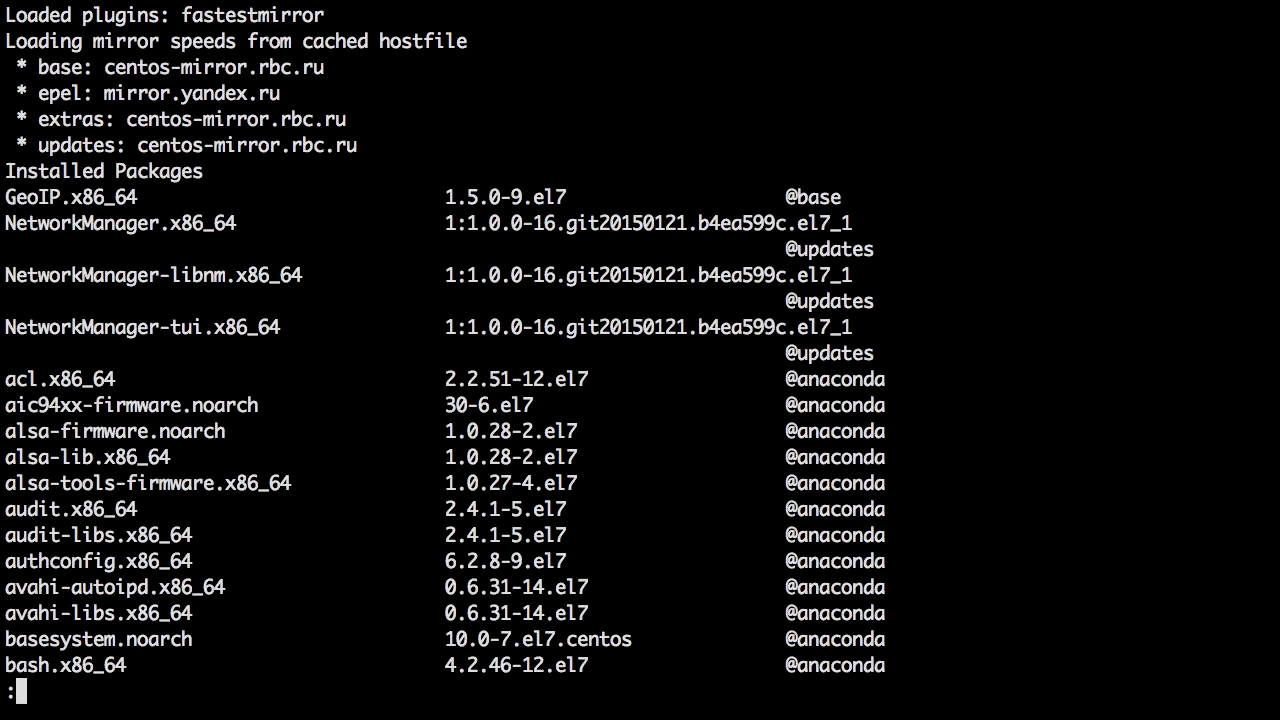 Loaded plugins: fastestmirror
Loading mirror speeds from cached hostfile
 * base: centos-mirror.rbc.ru
 * epel: mirror.yandex.ru
 * extras: centos-mirror.rbc.ru
 * updates: centos-mirror.rbc.ru
Installed Packages
GeoIP.x86_64                            1.5.0-9.el7                    @base
NetworkManager.x86_64                   1:1.0.0-16.git20150121.b4ea599c.el7_1
                                                                       @updates
NetworkManager-libnm.x86_64             1:1.0.0-16.git20150121.b4ea599c.el7_1
                                                                       @updates
NetworkManager-tui.x86_64               1:1.0.0-16.git20150121.b4ea599c.el7_1
                                                                       @updates
acl.x86_64                              2.2.51-12.el7                  @anaconda
aic94xx-firmware.noarch                 30-6.el7                       @anaconda
alsa-firmware.noarch                    1.0.28-2.el7                   @anaconda
alsa-lib.x86_64                         1.0.28-2.el7                   @anaconda
alsa-tools-firmware.x86_64              1.0.27-4.el7                   @anaconda
audit.x86_64                            2.4.1-5.el7                    @anaconda
audit-libs.x86_64                       2.4.1-5.el7                    @anaconda
authconfig.x86_64                       6.2.8-9.el7                    @anaconda
avahi-autoipd.x86_64                    0.6.31-14.el7                  @anaconda
avahi-libs.x86_64                       0.6.31-14.el7                  @anaconda
basesystem.noarch                       10.0-7.el7.centos              @anaconda
bash.x86_64                             4.2.46-12.el7                  @anaconda
: